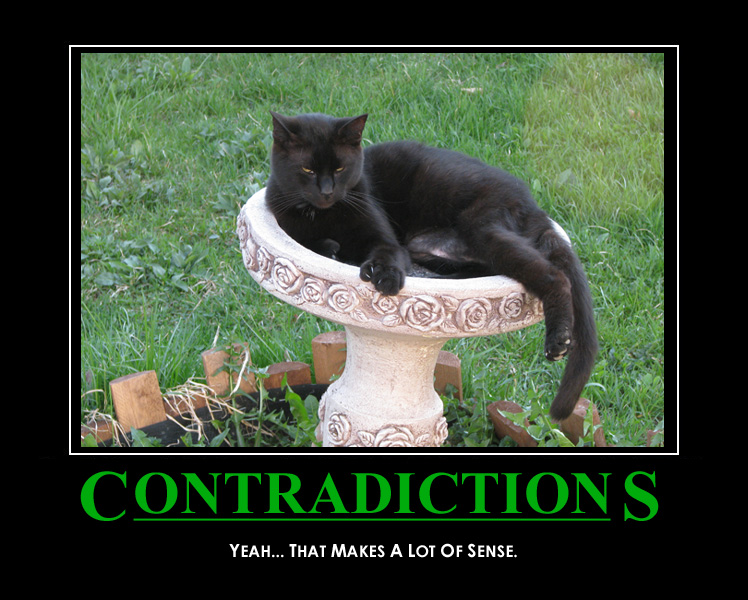 CONTRADICTIONS
YEAH... THAT MAKES A LOT OF SENSE.